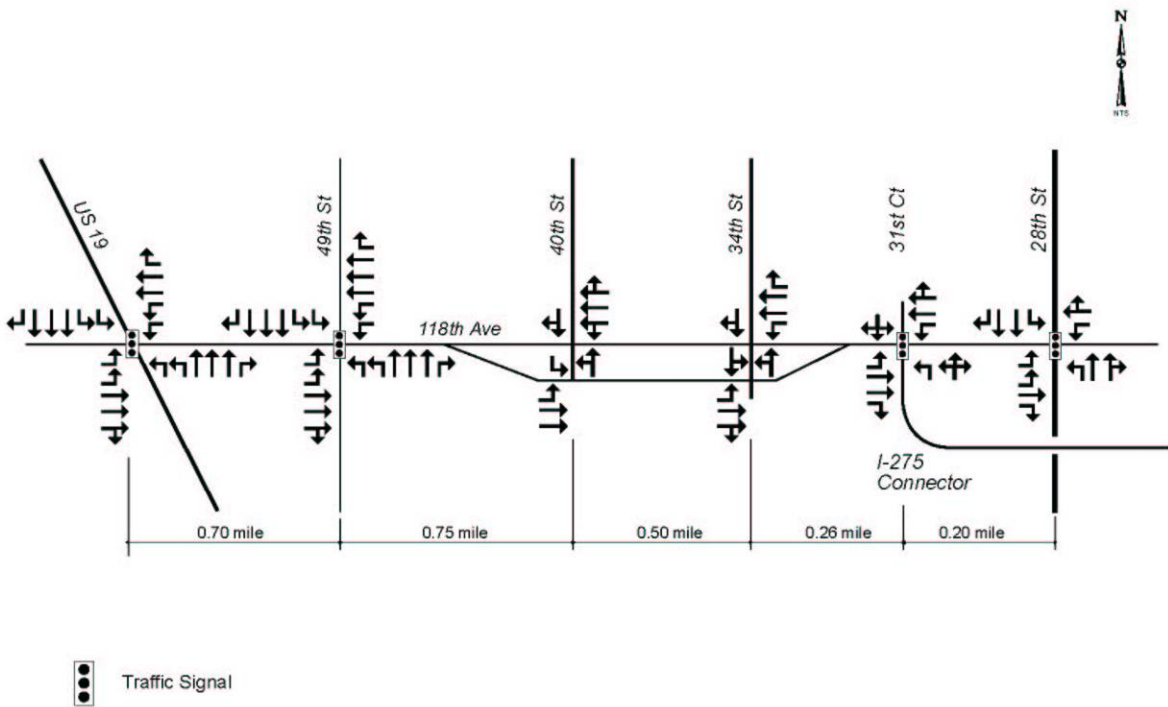 N
NTS
US 19
49th St
40th St
34th St
31st Ct
28th St
118th Ave
I-275
Connector
0.70 mile
0.75 mile
0.50 mile
0.26 mile
0.20 mile
Traffic Signal